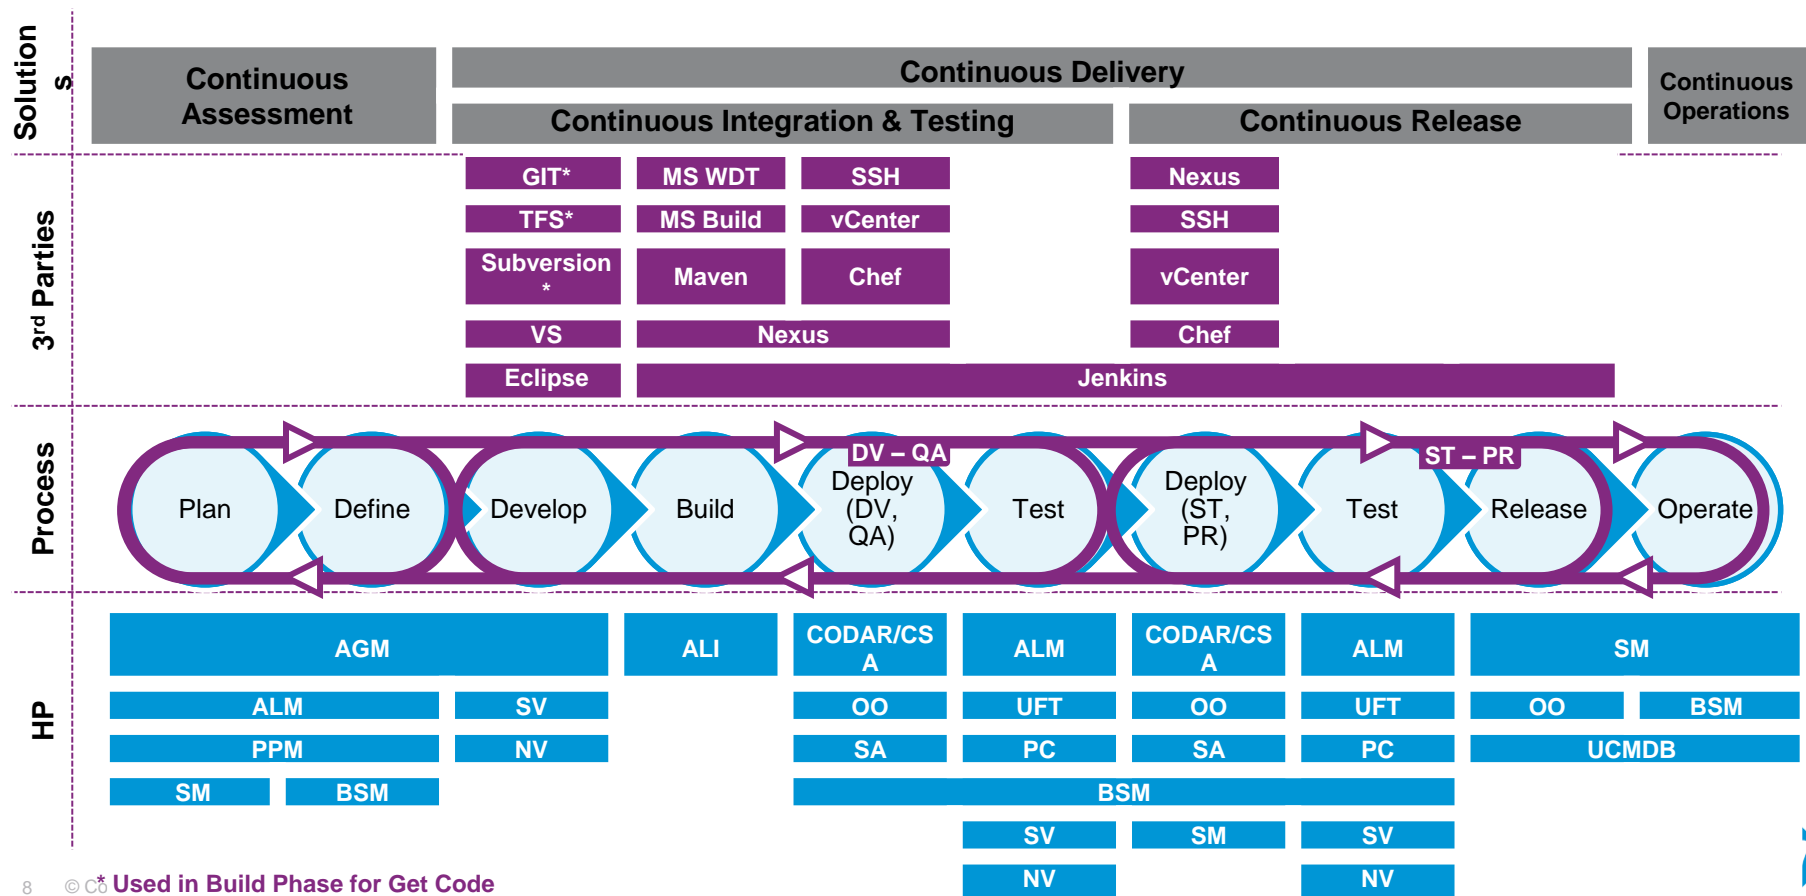 Solution
s
Continuous
Assessment
Continuous Delivery
Continuous
Operations
Continuous Integration & Testing
Continuous Release
3rd Parties
GIT*
MS WDT
SSH
Nexus
TFS*
MS Build
vCenter
SSH
Subversion
*
Maven
Chef
vCenter
VS
Nexus
Chef
Eclipse
Jenkins
Process
DV – QA
ST – PR
Plan
Define
Develop
Build
Deploy
(DV,
QA)
Test
Deploy
(ST,
PR)
Test
Release
Operate
HP
AGM
ALI
CODAR/CS
A
ALM
CODAR/CS
A
ALM
SM
ALM
SV
OO
UFT
OO
UFT
OO
BSM
PPM
NV
SA
PC
SA
PC
UCMDB
SM
BSM
BSM
SV
SM
SV
NV
NV
8
© Co
* Used in Build Phase for Get Code